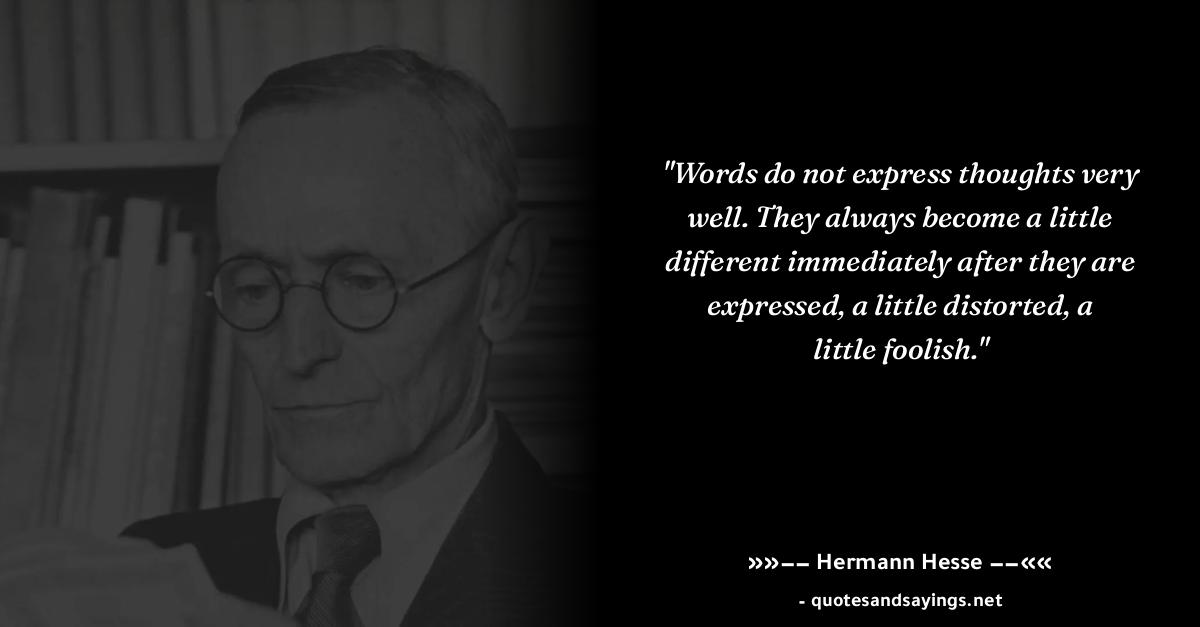 "Words do not express thoughts very
well. They always become a little
different immediately after they are
expressed, a little distorted, a
little foolish."
»»–– Hermann Hesse ––««
- quotesandsayings.net